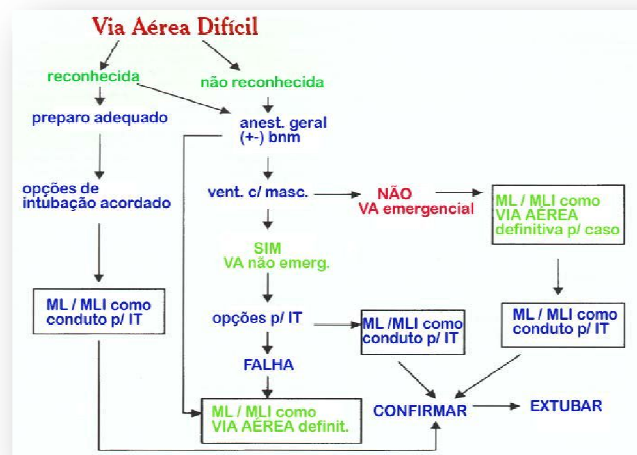 Via Aérea Difícil
reconhecida
não reconhecida
preparo adequado
anest. geral
(+-) bnm
opções de
intubação acordado
vent. c/ masc.
NÃO
VA emergencial
ML / MLI como
VIA AÉREA
definitiva p/ caso
SIM
VA não emerg.
ML / MLI como
conduto p/ IT
opções p/ IT
ML /MLI como
conduto p/ IT
ML / MLI como
conduto p/ IT
FALHA
ML / MLI como
VIA AÉREA definit.
CONFIRMAR
EXTUBAR